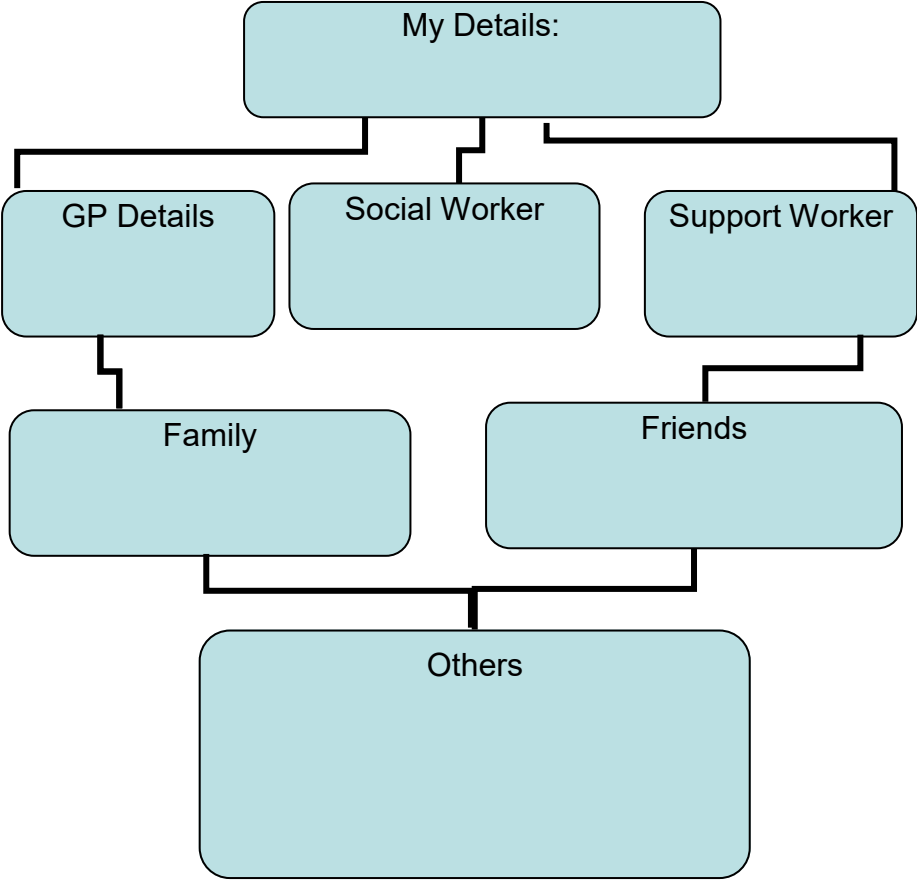 My Details:
GP Details
Social Worker
Support Worker
Family
Friends
Others